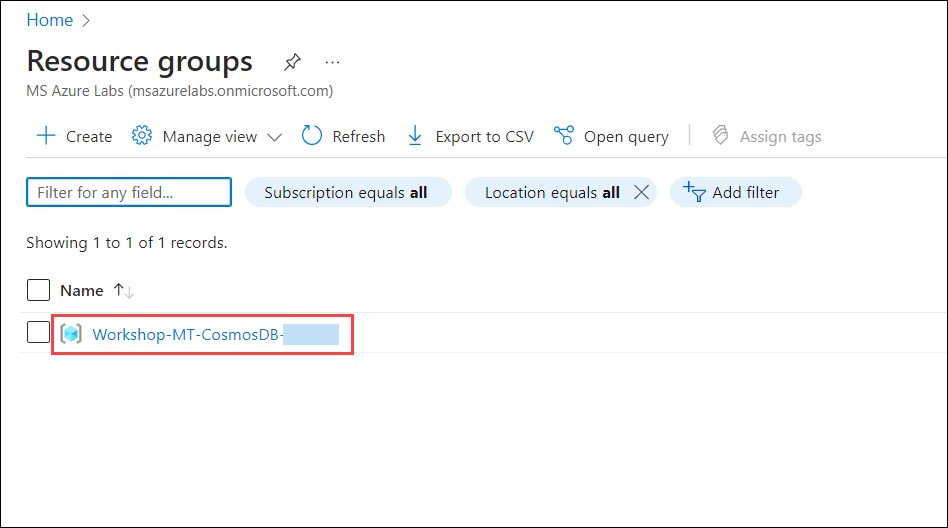 Home
Resource groups
MS Azure Labs (msazurelabs.onmicrosoft.com)
Create Manage view Refresh Export to CSV Open query Assign tags
Filter for any field... Subscription equals all Location equals all Add filter
Showing 1 to 1 of 1 records.
Name
Workshop-MT-CosmosDB-